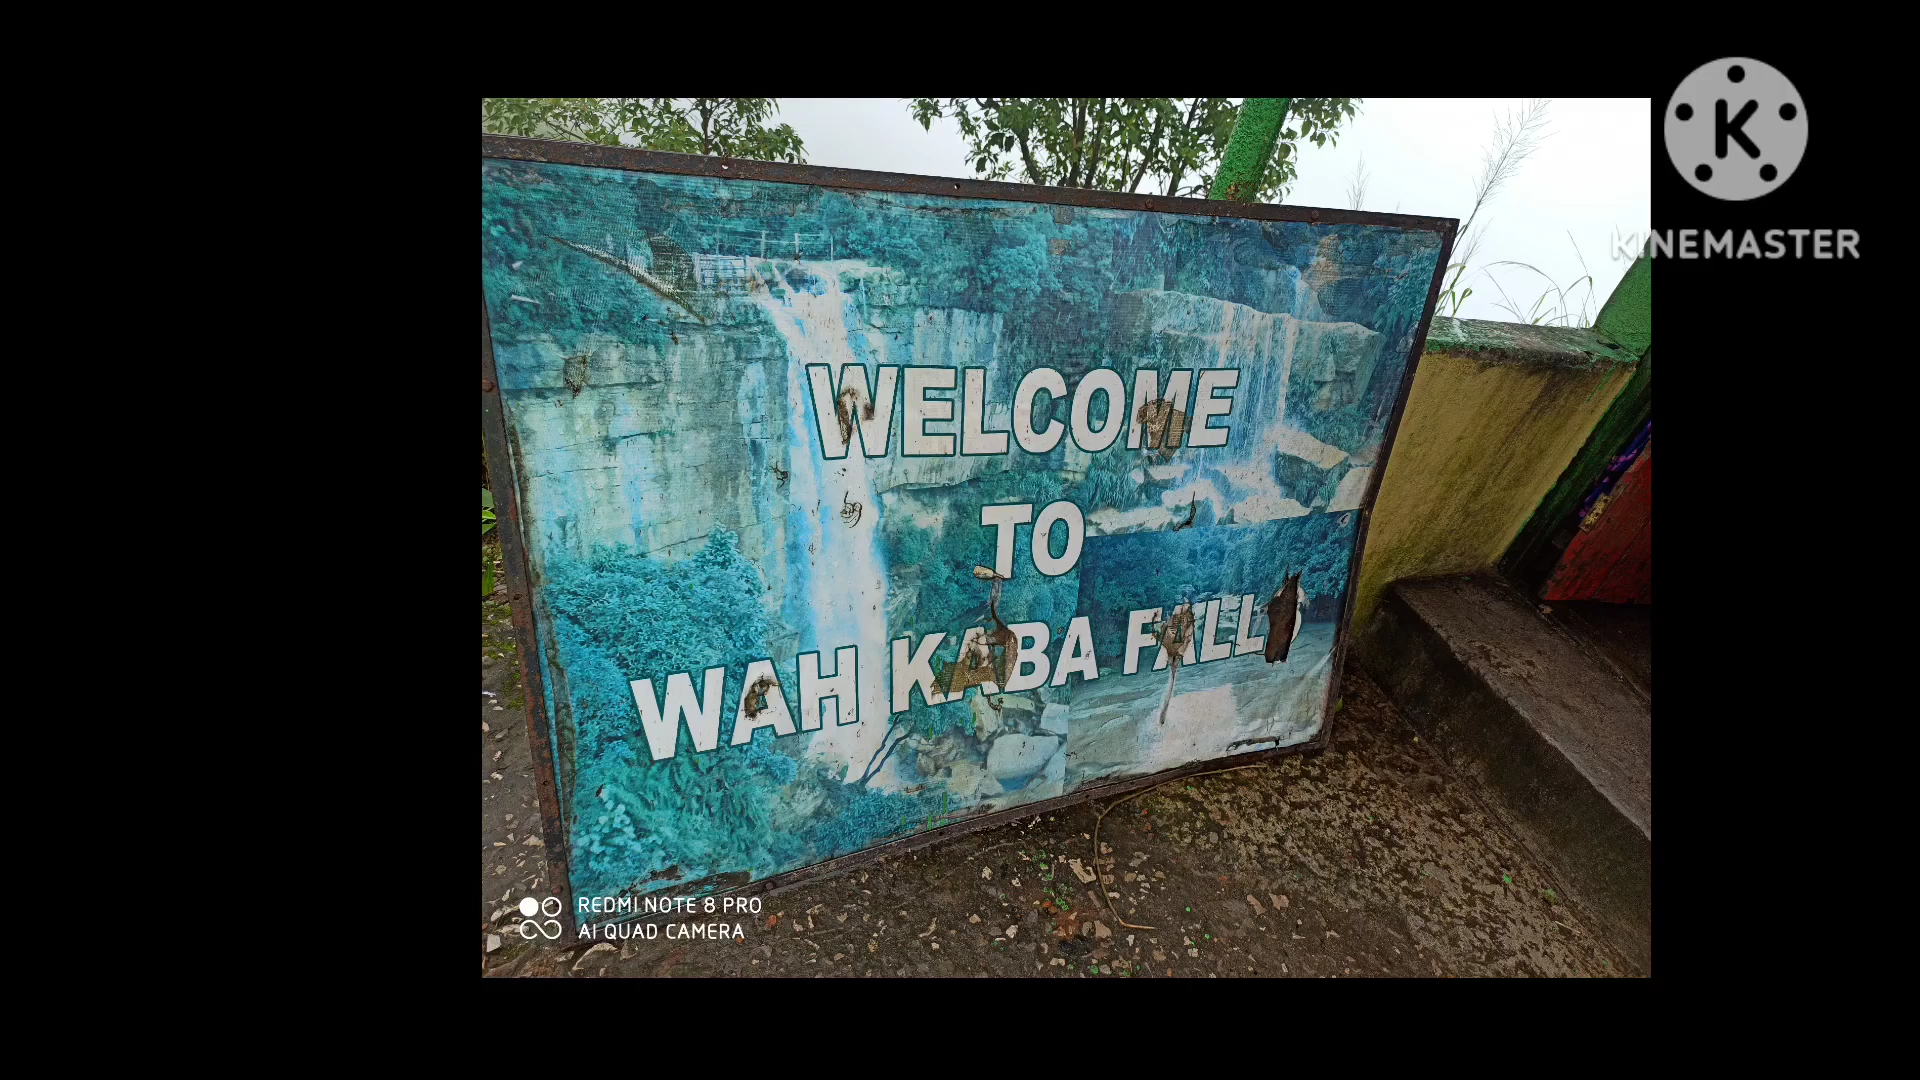 KINEMASTER
WELCOME
TO
WAH KABA FALL
REDMI NOTE 8 PRO
AI QUAD CAMERA